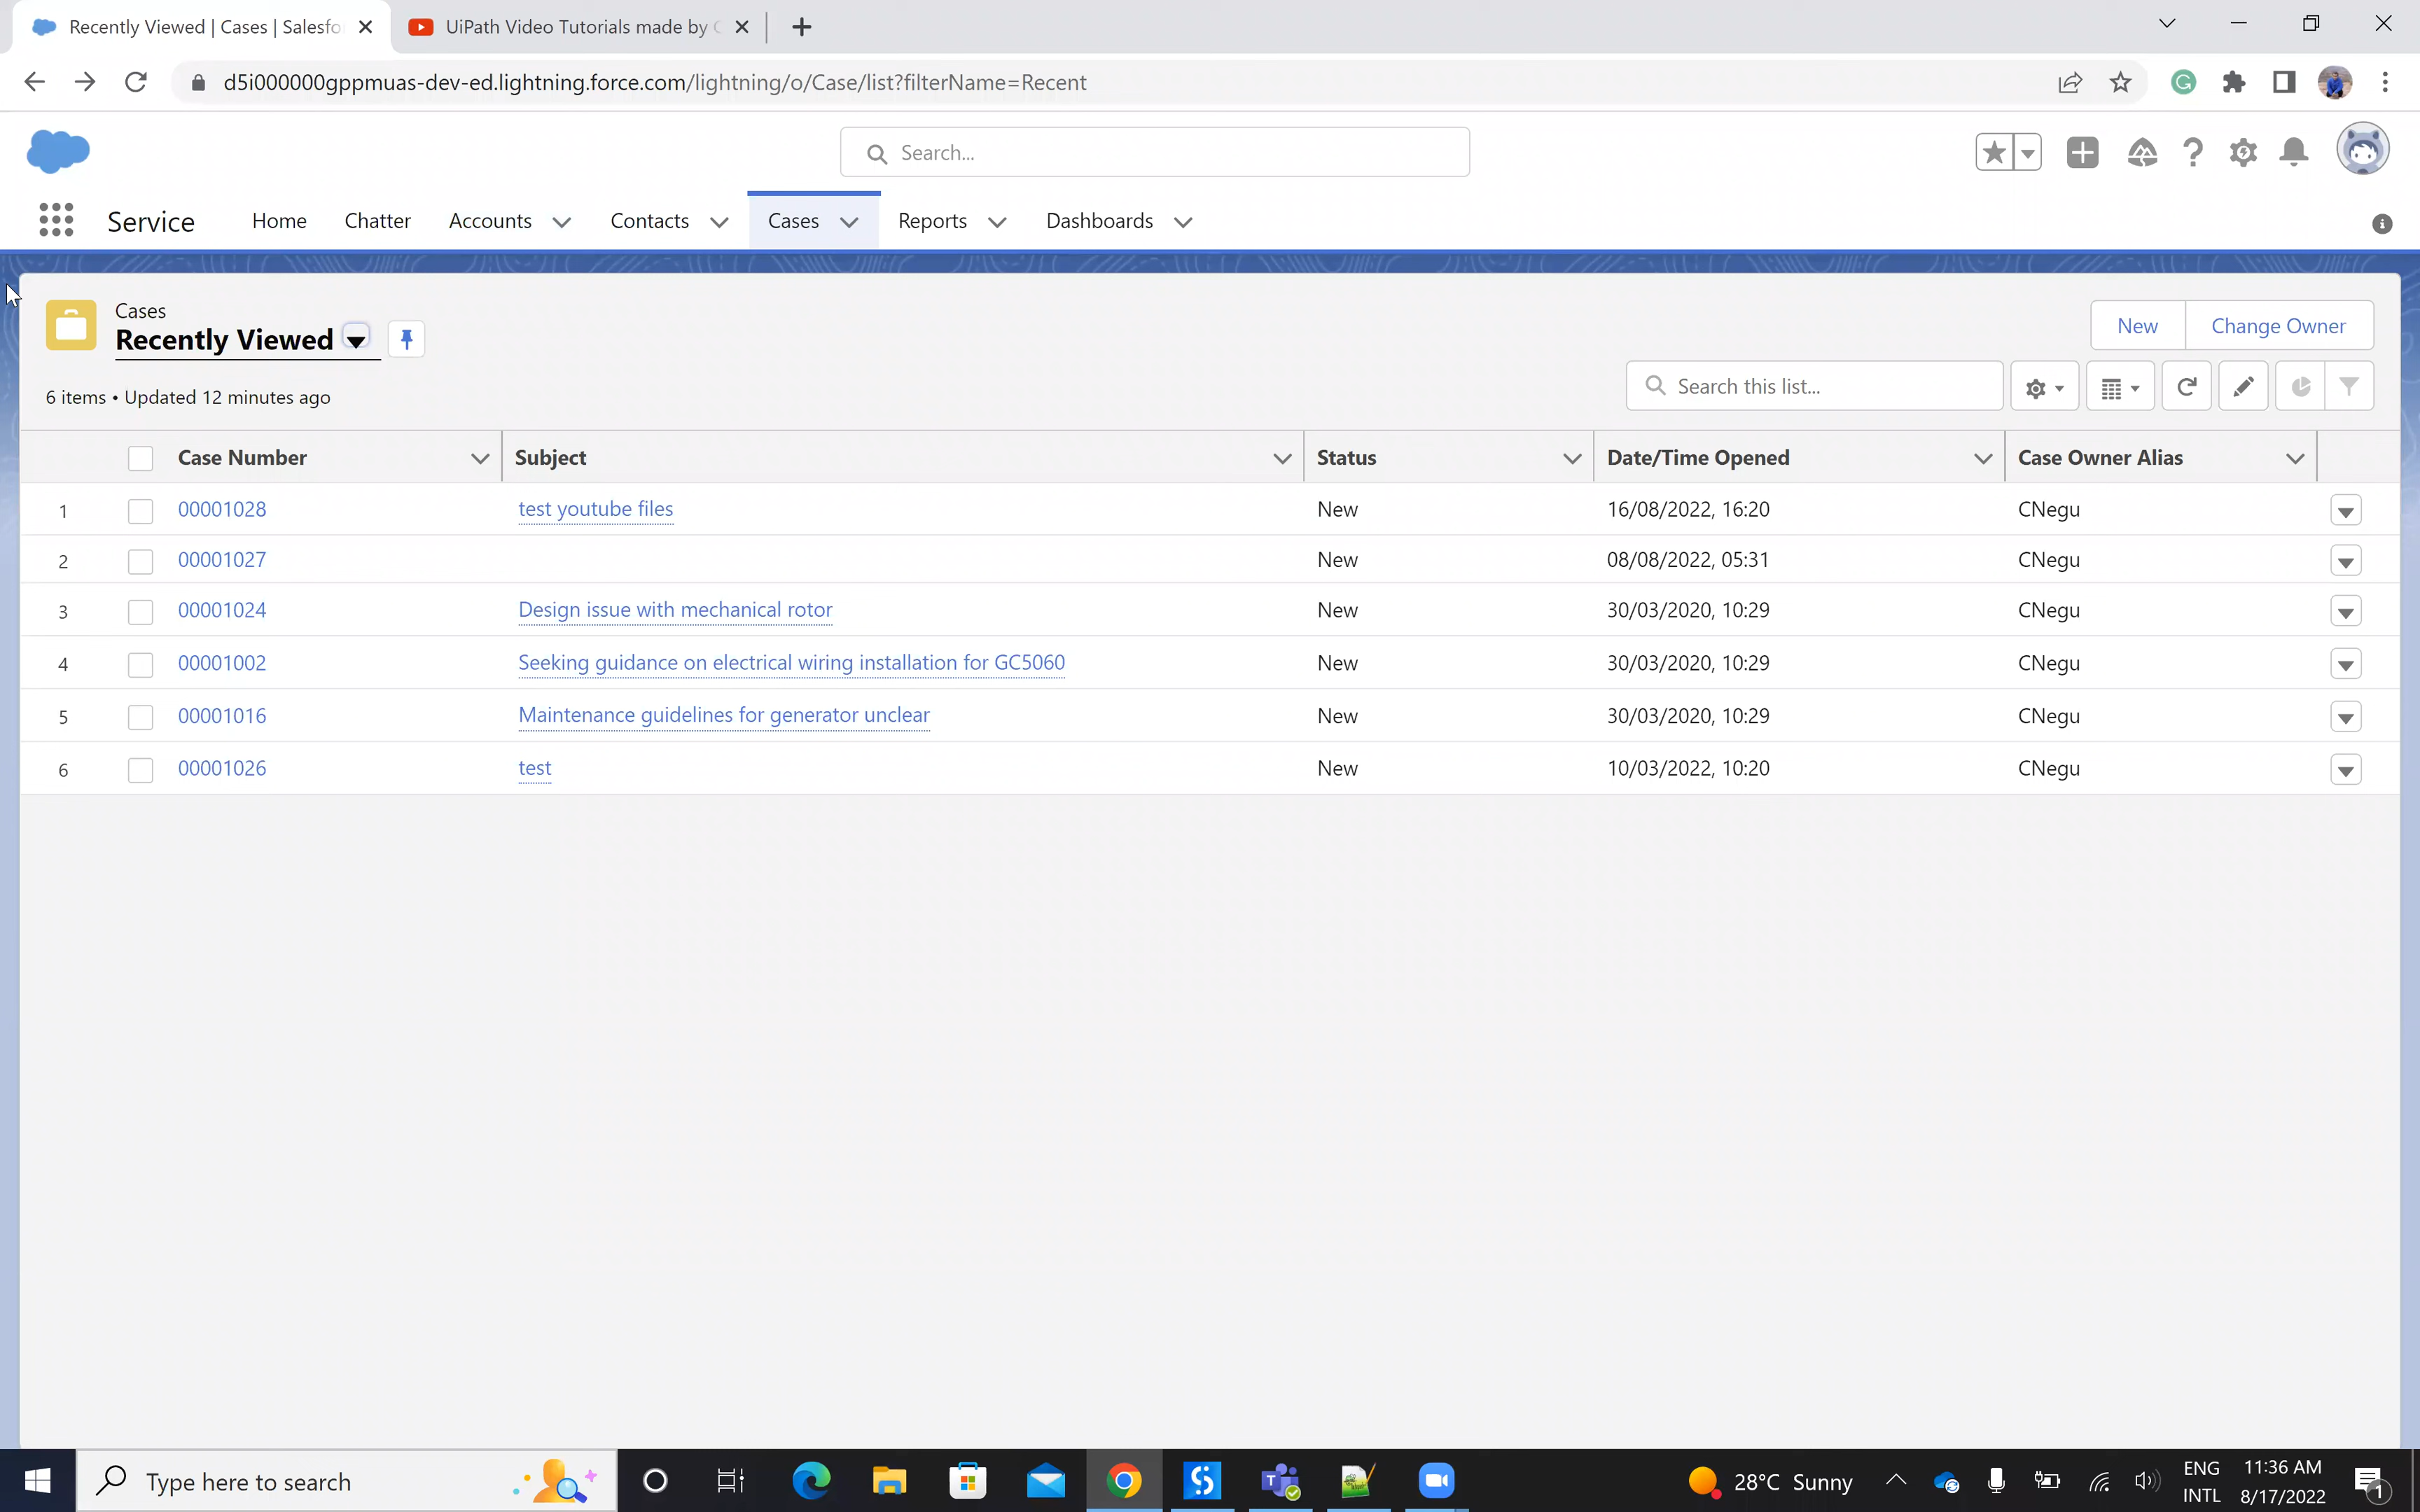 Recently Viewed | Cases | Salesfo
UiPath Video Tutorials made by
d5i000000gppmuas-dev-ed.lightning.force.com/lightning/o/Case/list?filterName=Recent
Search...
Service Home Chatter Accounts Contacts Cases Reports Dashboards
Cases
Recently Viewed
New Change Owner
6 items • Updated 12 minutes ago
Search this list...
Case Number Subject Status Date/Time Opened Case Owner Alias
1 00001028 test youtube files New 16/08/2022, 16:20 CNegu
2 00001027 New 08/08/2022, 05:31 CNegu
3 00001024 Design issue with mechanical rotor New 30/03/2020, 10:29 CNegu
4 00001002 Seeking guidance on electrical wiring installation for GC5060 New 30/03/2020, 10:29 CNegu
5 00001016 Maintenance guidelines for generator unclear New 30/03/2020, 10:29 CNegu
6 00001026 test New 10/03/2022, 10:20 CNegu
Type here to search
28°C Sunny
ENG
INTL
11:36 AM
8/17/2022
1